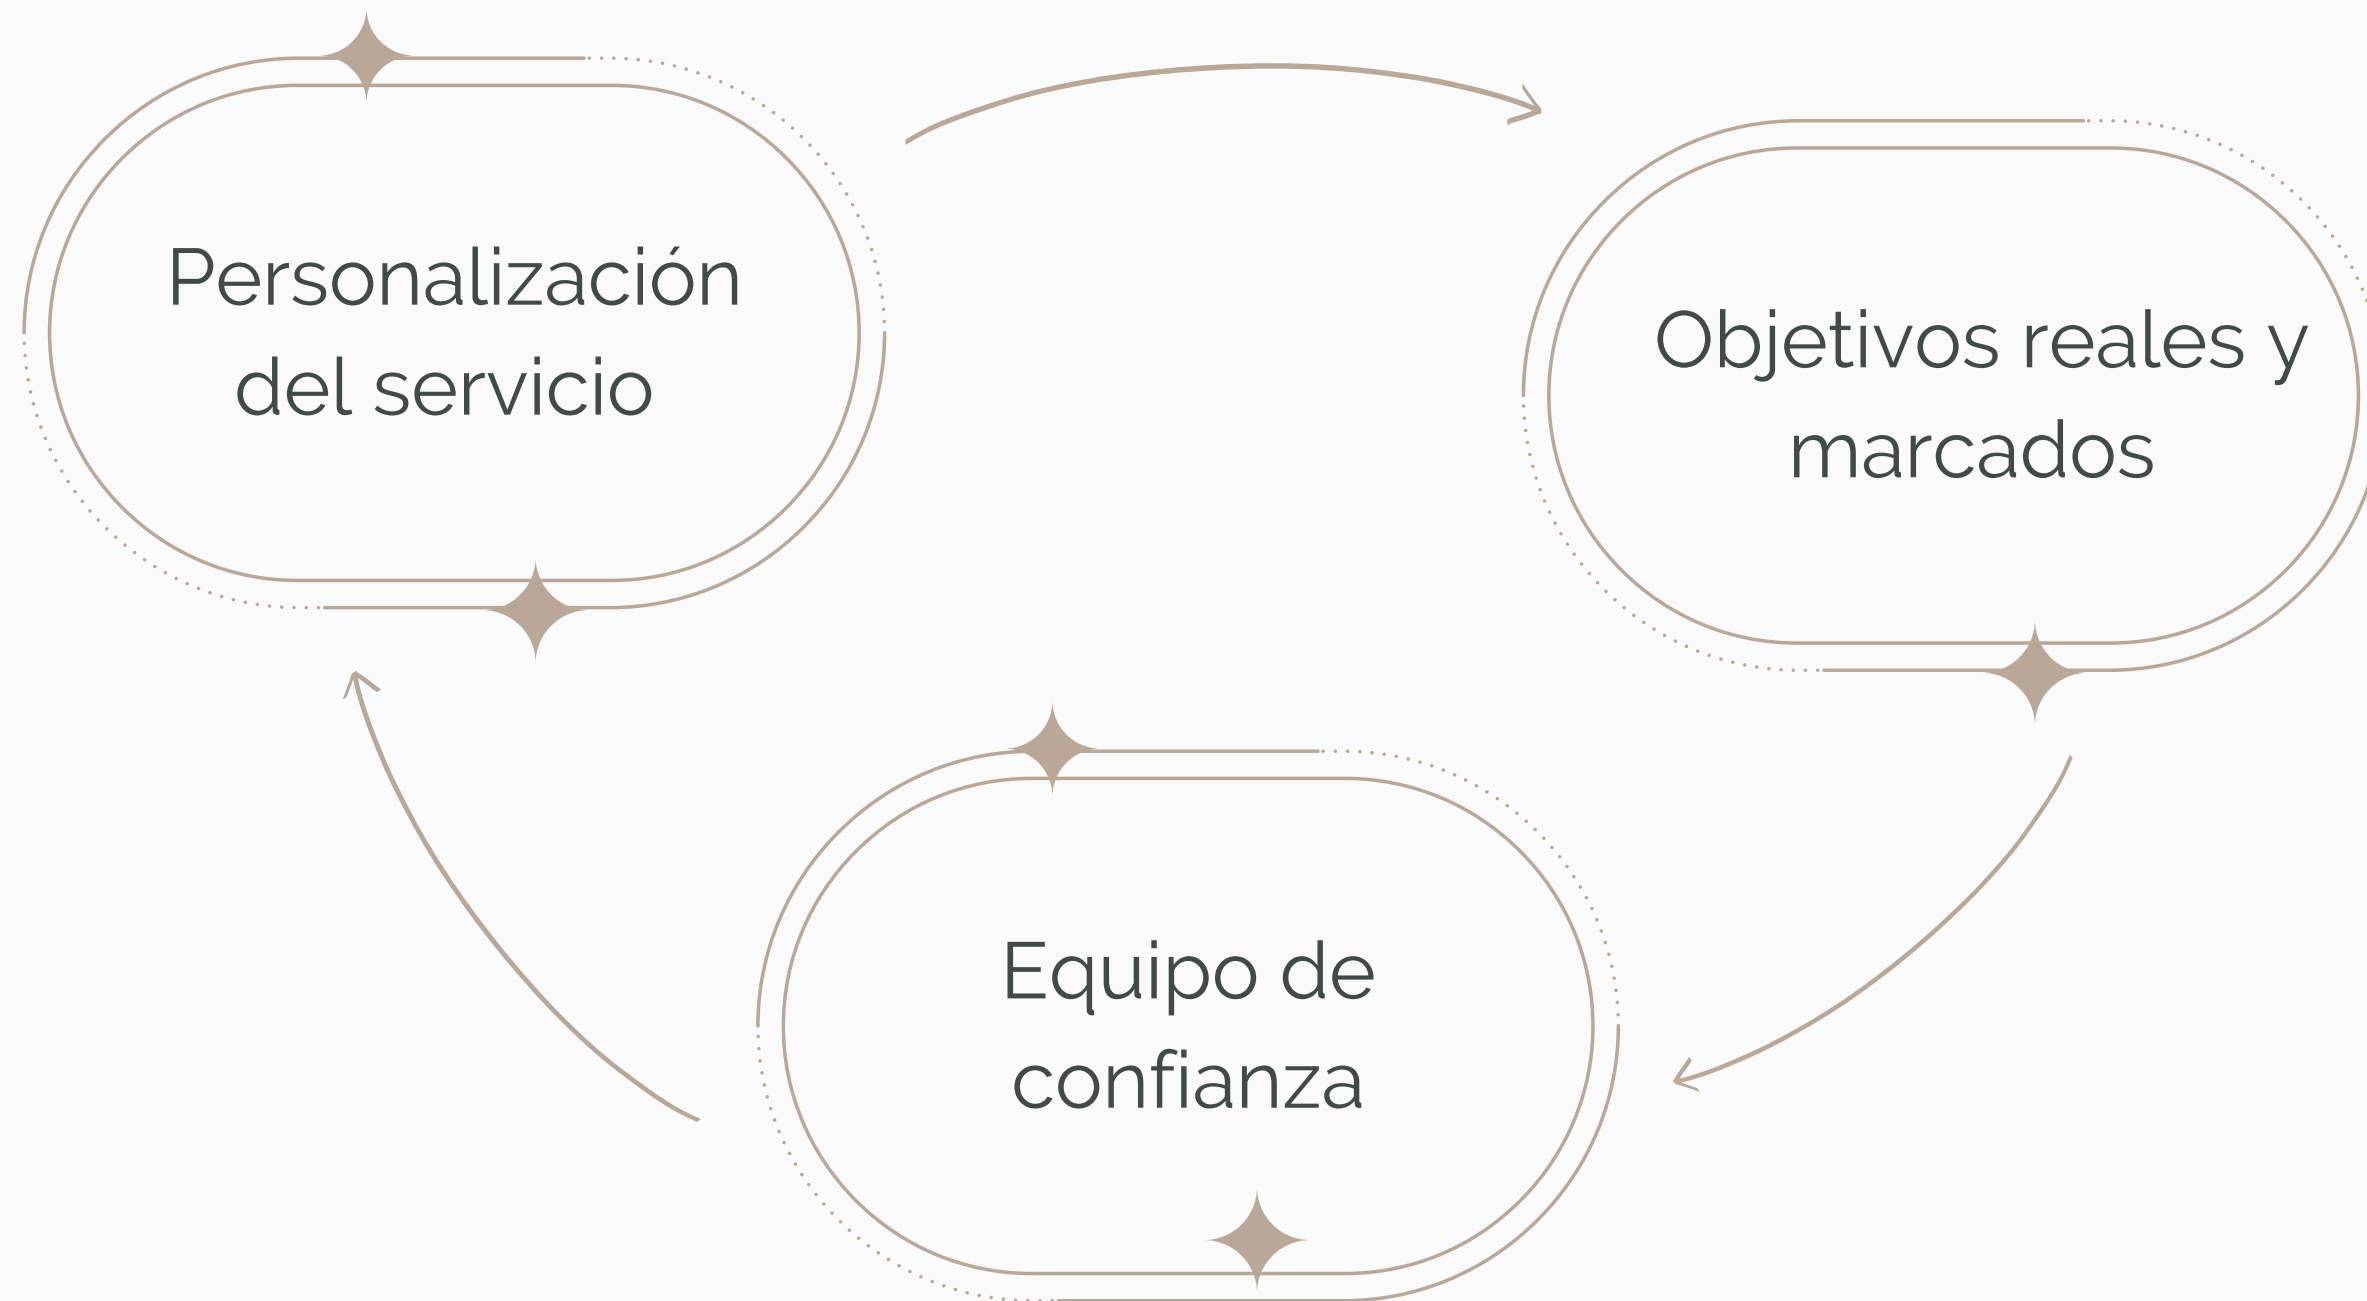 Personalización
del servicio
Objetivos reales y
marcados
Equipo de
confianza